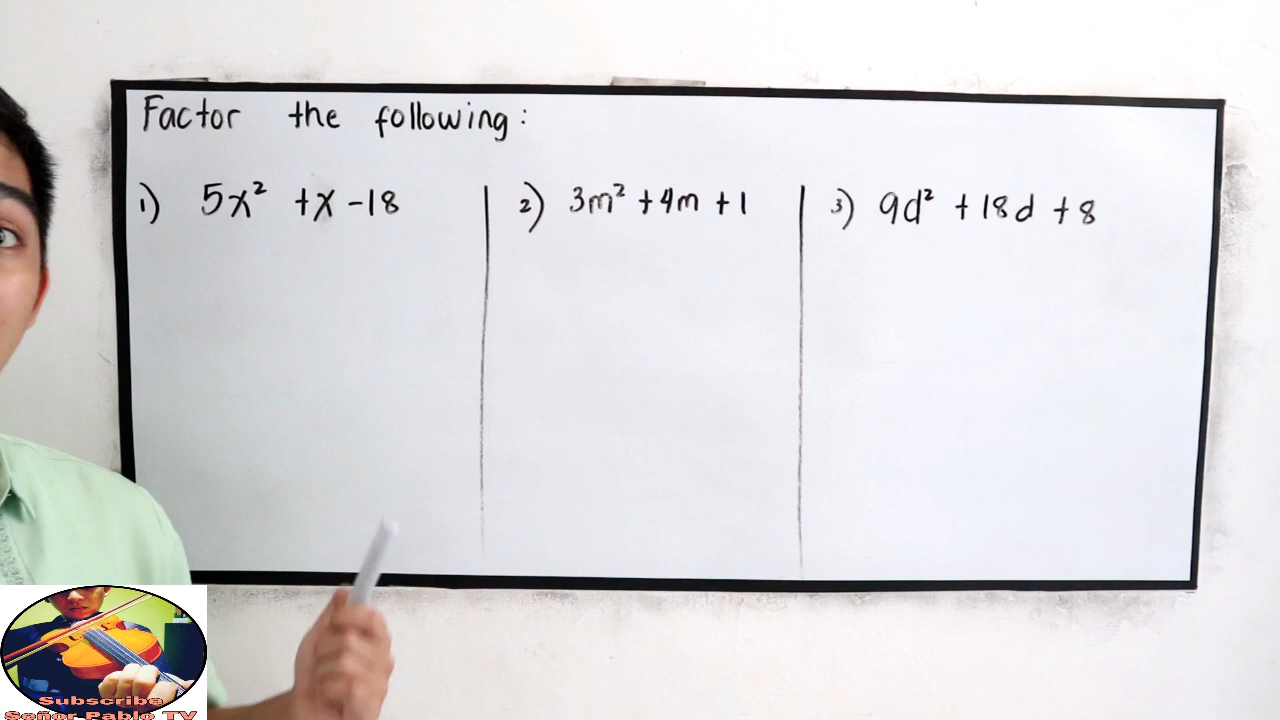 Factor the following:
1) 5x² +x -18
2) 3m² +4m +1
3) 9d² + 18d + 8
Subscribe
Señor Pablo TV